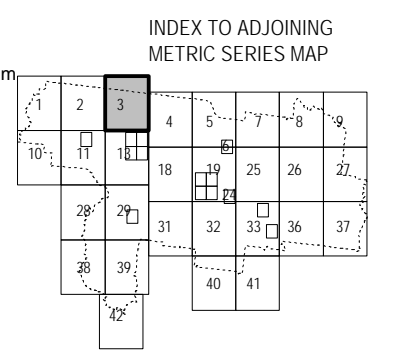 INDEX TO ADJOINING
METRIC SERIES MAP
m
1 2 3 4 5 7 8 9
10 11 13 6
18 19 25 26 27
24
28 29 31 32 33 36 37
38 39
40 41
42